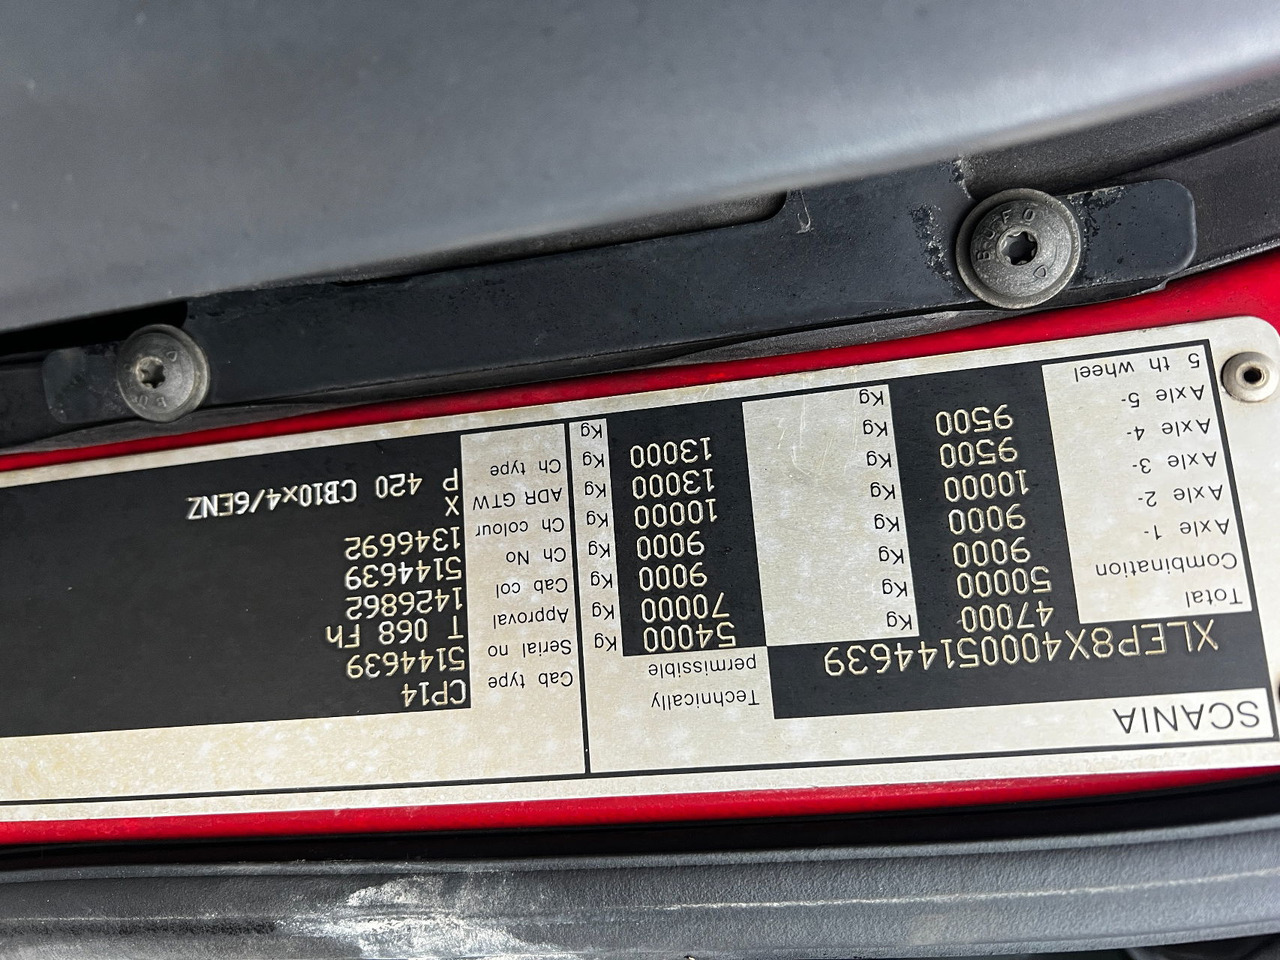 SCANIA
XLEP8X40005144639
Technically
permissible
Total 47000 Kg 54000 Kg
Combination 50000 Kg 70000 Kg
Axle 1- 9000 Kg 9000 Kg
Axle 2- 9000 Kg 9000 Kg
Axle 3- 10000 Kg 10000 Kg
Axle 4- 9500 Kg 13000 Kg
Axle 5- 9500 Kg 13000 Kg
5 th wheel Kg Kg
Cab type CP14
Serial no 5144639
Approval T 068 Fh
Cab col 1426862
Ch No 5144639
Ch colour 1346692
ADR GTW X
Ch type P 420 CB10x4/6ENZ
BUFO